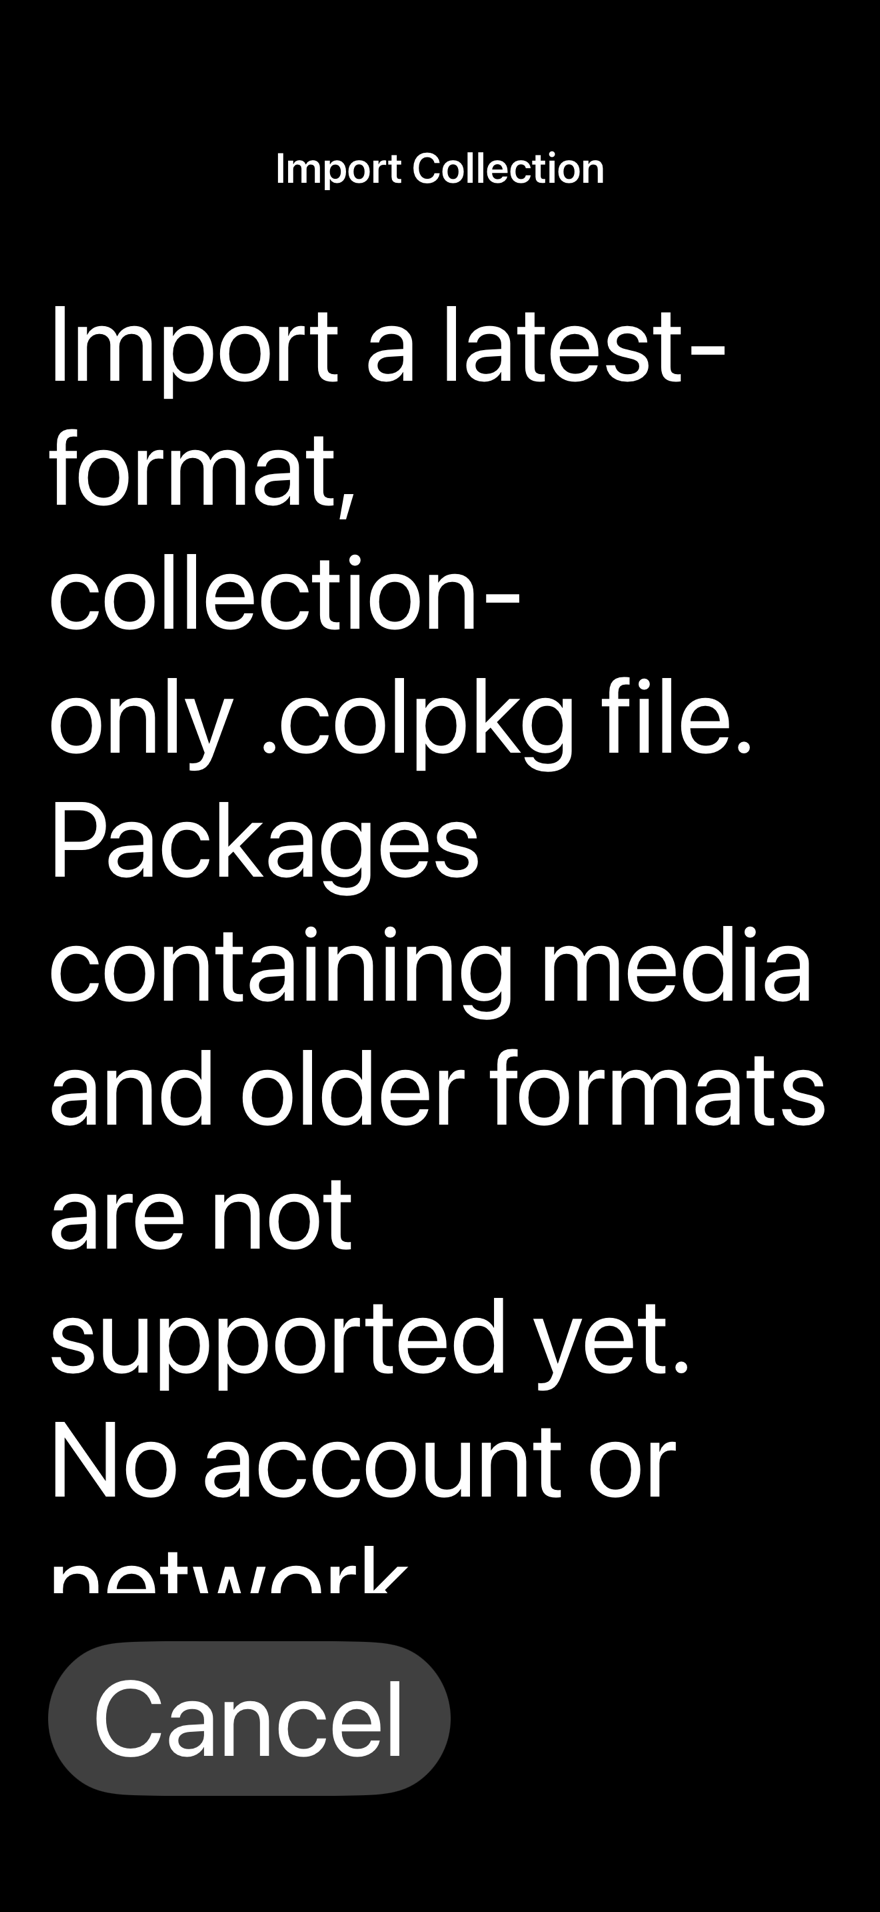 Import Collection
Import a latest-
format,
collection-
only .colpkg file.
Packages
containing media
and older formats
are not
supported yet.
No account or
network
Cancel